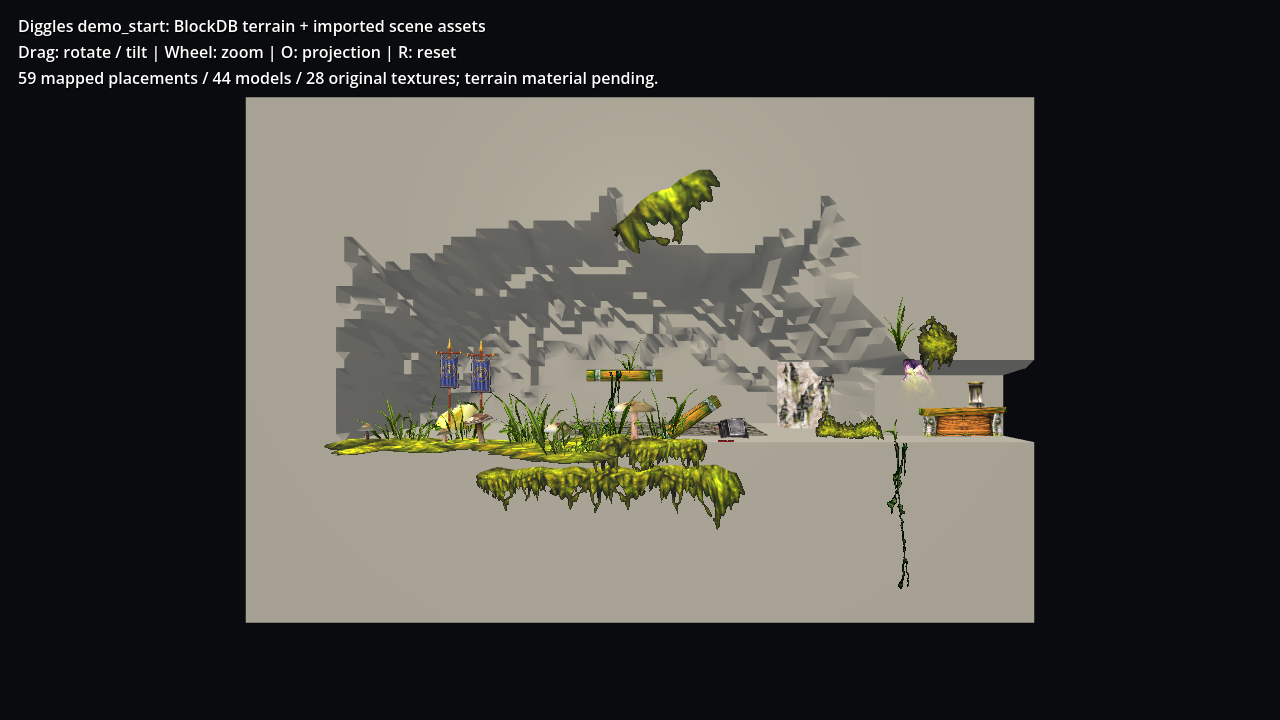 Diggles demo_start: BlockDB terrain + imported scene assets
Drag: rotate / tilt | Wheel: zoom | O: projection | R: reset
59 mapped placements / 44 models / 28 original textures; terrain material pending.